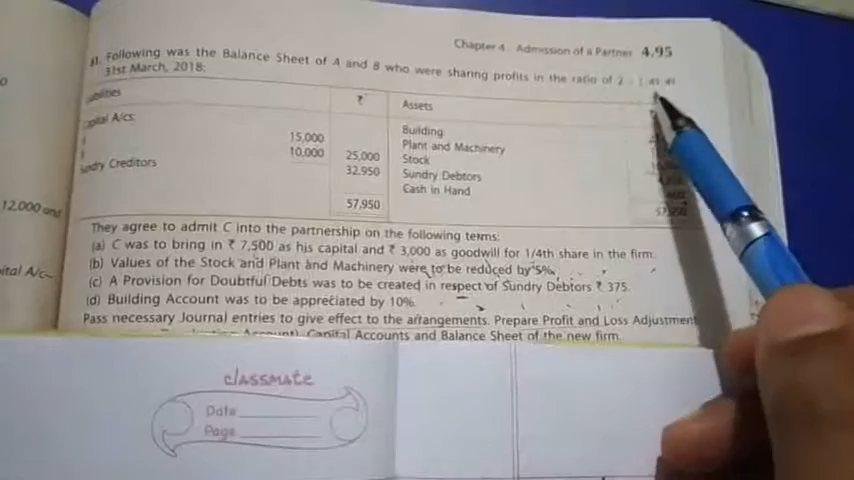 Chapter 4 Admission of a Partner 4.95
Following was the Balance Sheet of A and B who were sharing profits in the ratio of 2 : 1
31st March, 2018:
₹ Assets
Capital A/cs:
15,000
10,000 25,000
Sundry Creditors 32,950
57,950
Building
Plant and Machinery
Stock
Sundry Debtors
Cash in Hand
57,950
They agree to admit C into the partnership on the following terms:
(a) C was to bring in ₹ 7,500 as his capital and ₹ 3,000 as goodwill for 1/4th share in the firm.
(b) Values of the Stock and Plant and Machinery were to be reduced by 5%.
(c) A Provision for Doubtful Debts was to be created in respect of Sundry Debtors ₹ 375.
(d) Building Account was to be appreciated by 10%.
Pass necessary Journal entries to give effect to the arrangements. Prepare Profit and Loss Adjustment
Capital Accounts and Balance Sheet of the new firm.
12,000 and
ital A/c
classmate
Date
Page